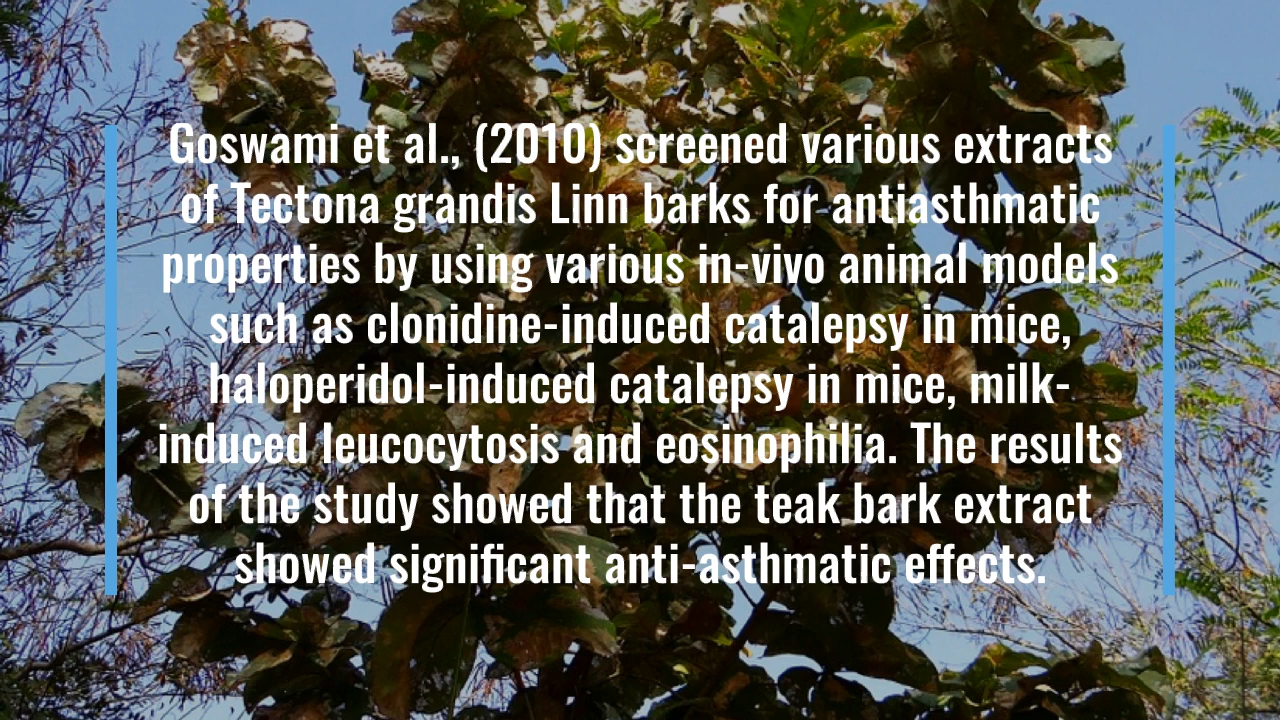 Goswami et al., (2010) screened various extracts
of Tectona grandis Linn barks for antiasthmatic
properties by using various in-vivo animal models
such as clonidine-induced catalepsy in mice,
haloperidol-induced catalepsy in mice, milk-
induced leucocytosis and eosinophilia. The results
of the study showed that the teak bark extract
showed significant anti-asthmatic effects.